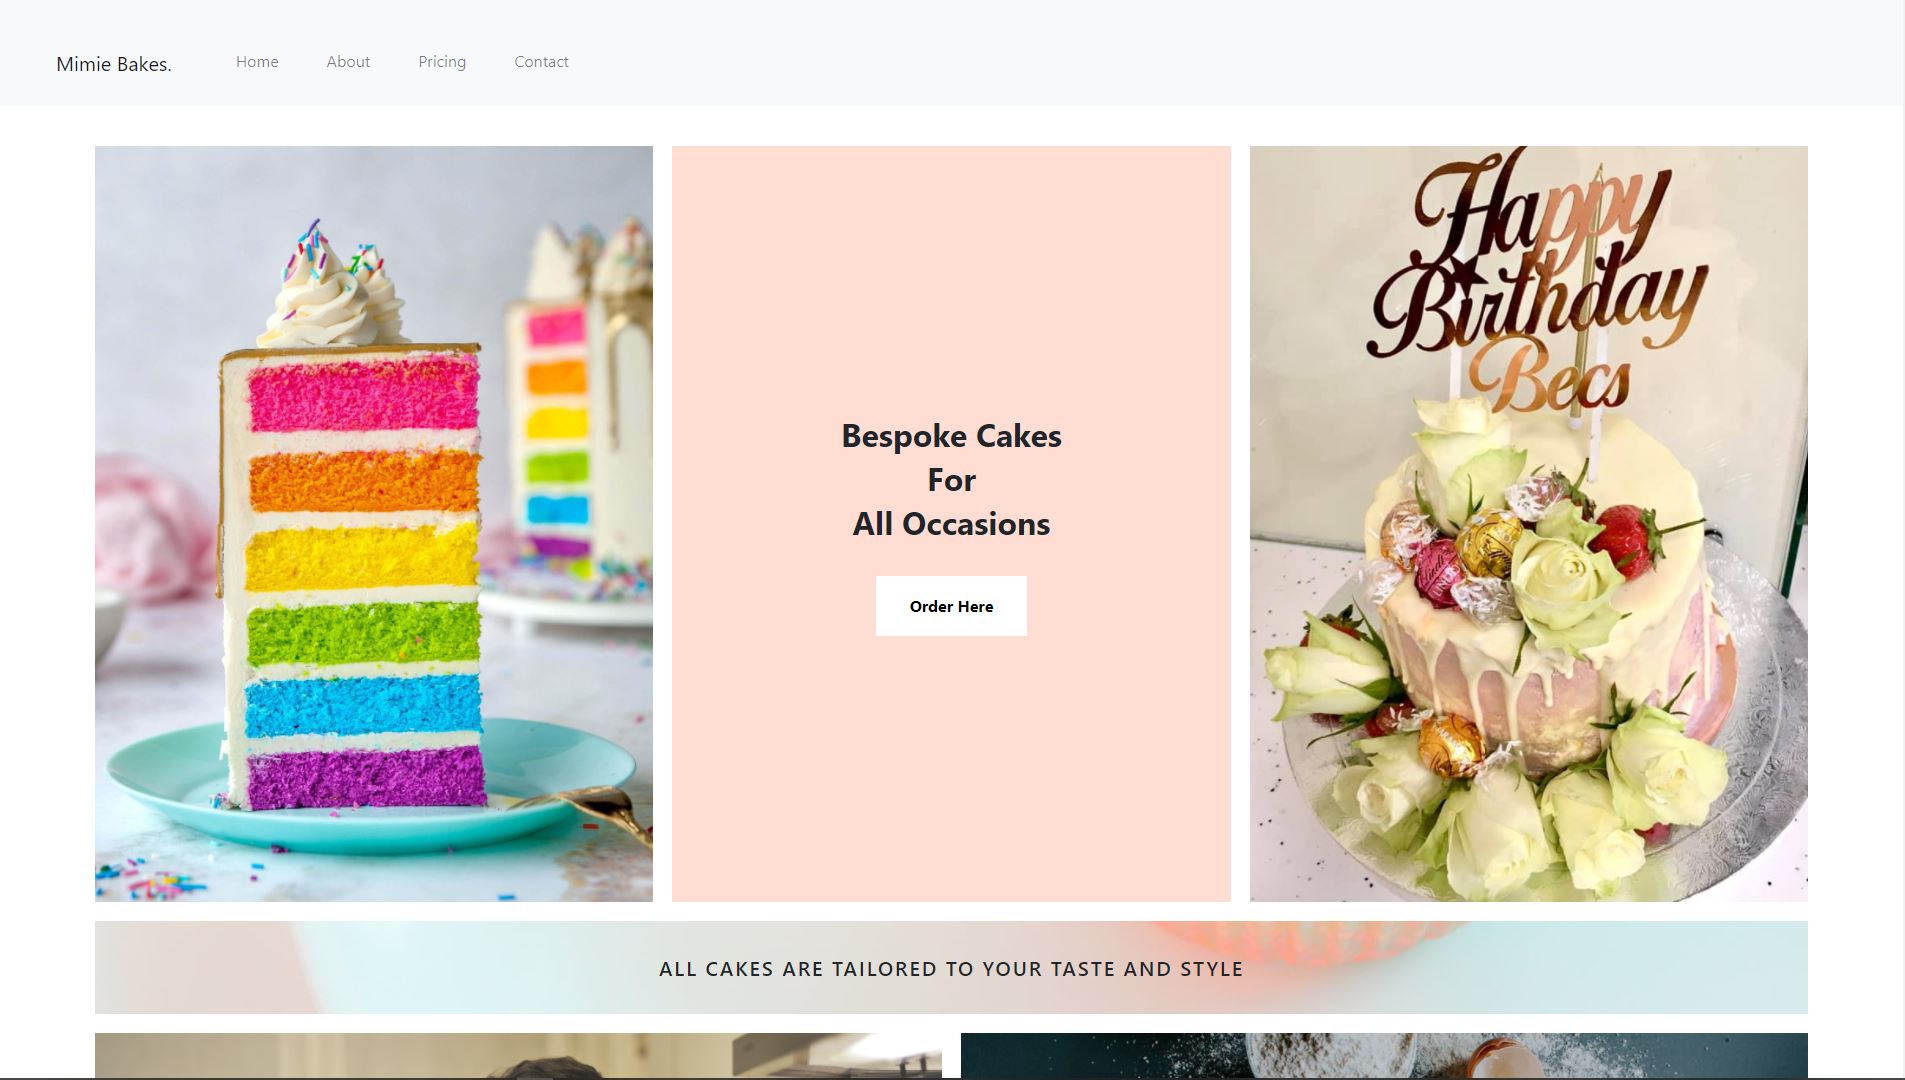 Mimie Bakes.
Home
About
Pricing
Contact
Happy
Birthday
Becs
Bespoke Cakes
For
All Occasions
Order Here
ALL CAKES ARE TAILORED TO YOUR TASTE AND STYLE